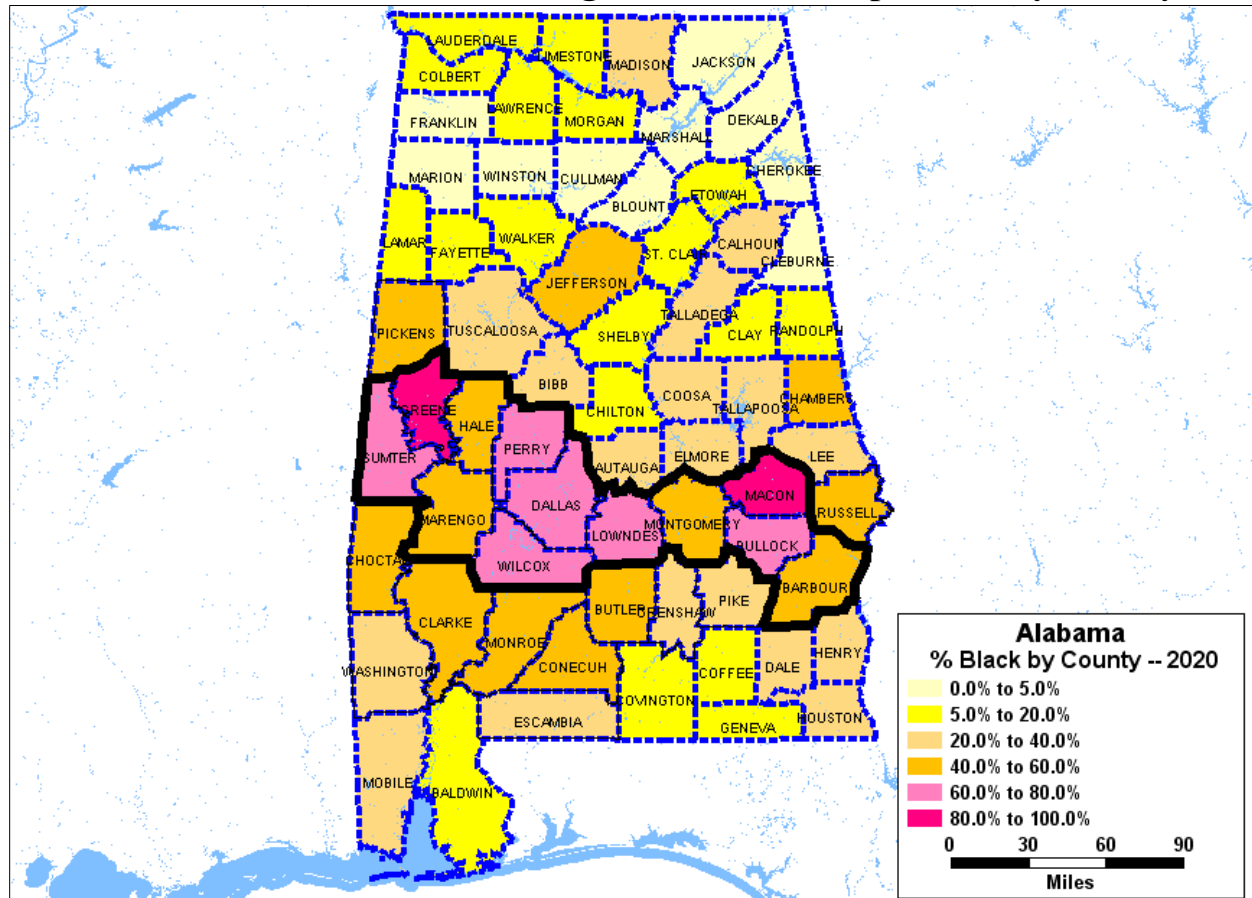 LAUDERDALE
LIMESTONE
MADISON
JACKSON
COLBERT
LAWRENCE
MORGAN
FRANKLIN
DEKALB
MARSHALL
CHEROKEE
MARION
WINSTON
CULLMAN
BLOUNT
ETOWAH
LAMAR
FAYETTE
WALKER
ST. CLAIR
CALHOUN
CLEBURNE
JEFFERSON
PICKENS
TUSCALOOSA
SHELBY
TALLADEGA
CLAY
RANDOLPH
BIBB
COOSA
CHAMBERS
TALLAPOOSA
GREENE
HALE
CHILTON
SUMTER
PERRY
AUTAUGA
ELMORE
LEE
MACON
DALLAS
MARENGO
LOWNDES
MONTGOMERY
RUSSELL
BULLOCK
CHOCTAW
WILCOX
BARBOUR
CLARKE
BUTLER
CRENSHAW
PIKE
MONROE
CONECUH
WASHINGTON
COFFEE
DALE
HENRY
COVINGTON
ESCAMBIA
GENEVA
HOUSTON
MOBILE
BALDWIN
Alabama
% Black by County -- 2020
0.0% to 5.0%
5.0% to 20.0%
20.0% to 40.0%
40.0% to 60.0%
60.0% to 80.0%
80.0% to 100.0%
0 30 60 90
Miles